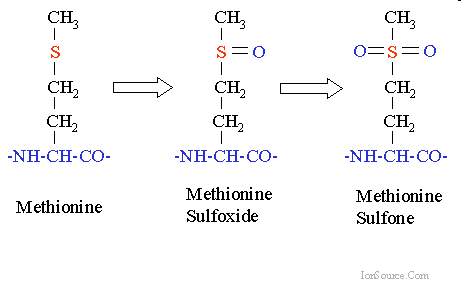 CH3 CH3 CH3
S S = O O = S = O
CH2 CH2 CH2
CH2 CH2 CH2
-NH-CH-CO- -NH-CH-CO- -NH-CH-CO-
Methionine
Methionine
Sulfoxide
Methionine
Sulfone
IonSource.Com